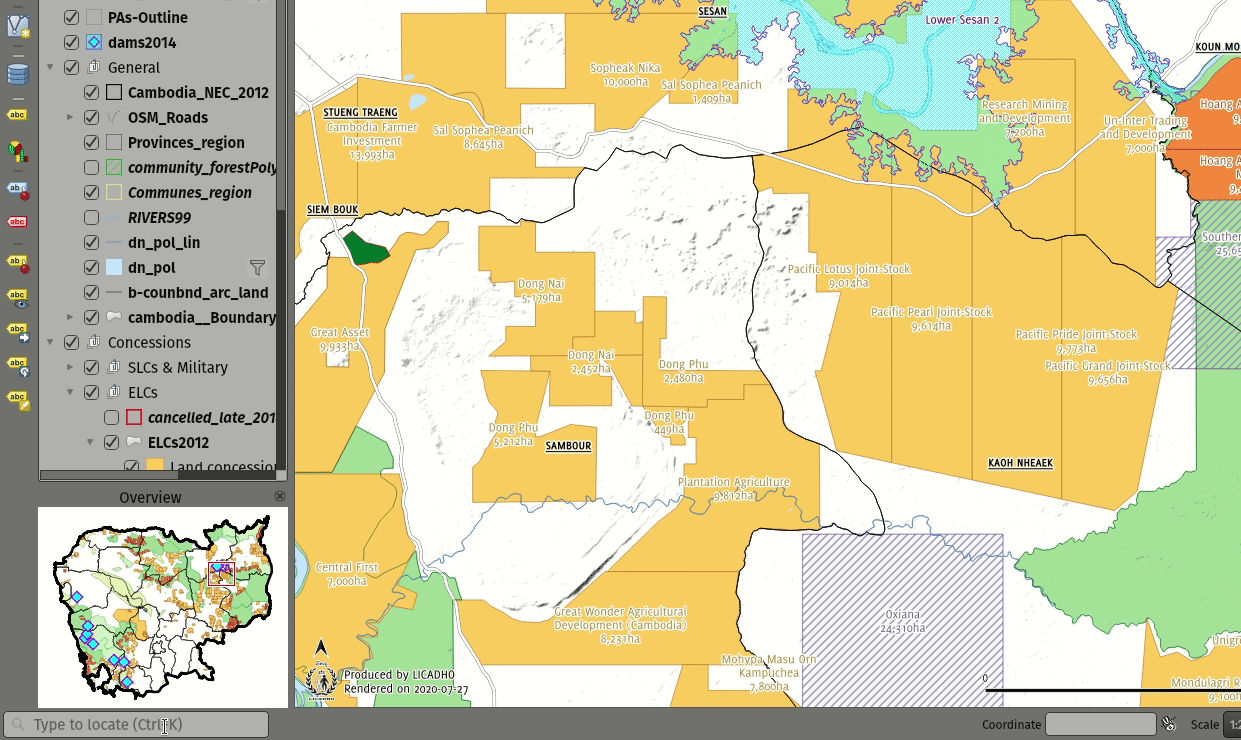 PAs-Outline
dams2014
General
Cambodia_NEC_2012
OSM_Roads
Provinces_region
community_forestPoly
Communes_region
RIVERS99
dn_pol_lin
dn_pol
b-counbnd_arc_land
cambodia__Boundary
Concessions
SLCs & Military
ELCs
cancelled_late_201
ELCs2012
Land concession
Overview
Type to locate (Ctrl+K)
SESAN
Lower Sesan 2
KOUN MO
Sopheak Nika
10,000ha
Sal Sophea Peanich
1,409ha
STUENG TRAENG
Cambodia Farmer
Investment
13,993ha
Sal Sophea Peanich
8,645ha
Research Mining
and Development
7,200ha
Un-Inter Trading
and Development
7,000ha
Hoang A
9,
Hoang A
SIEM BOUK
Southern
25,6
Great Asset
9,933ha
Dong Nai
5,179ha
Dong Nai
2,452ha
Dong Phu
2,480ha
Dong Phu
449ha
Dong Phu
5,212ha
SAMBOUR
Pacific Lotus Joint-Stock
9,014ha
Pacific Pearl Joint-Stock
9,614ha
Pacific Pride Joint-Stock
9,773ha
Pacific Grand Joint-Stock
9,656ha
KAOH NHEAEK
Plantation Agriculture
9,812ha
Central First
7,000ha
Great Wonder Agricultural
Development (Cambodia)
8,231ha
Oxiana
24,310ha
Mohypa Masu Orn
Kampuchea
7,800ha
Unigr
Mondulagri R
9,100h
Produced by LICADHO
Rendered on 2020-07-27
LICADHO
0
Coordinate
Scale
1:2